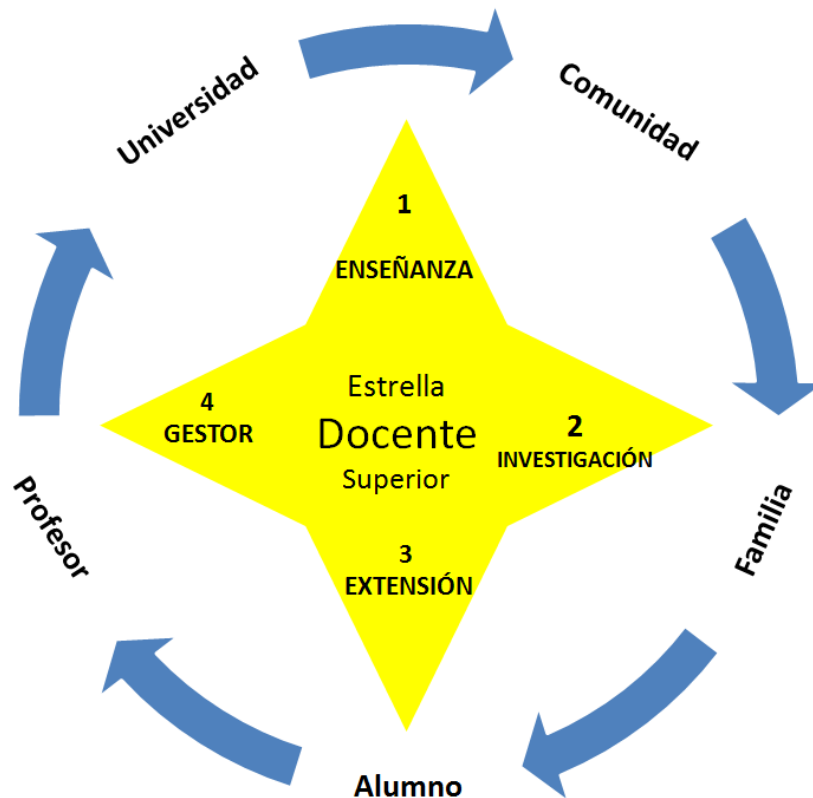 Universidad
Comunidad
1
ENSEÑANZA
Estrella
Docente
Superior
4
GESTOR
2
INVESTIGACIÓN
3
EXTENSIÓN
Profesor
Familia
Alumno